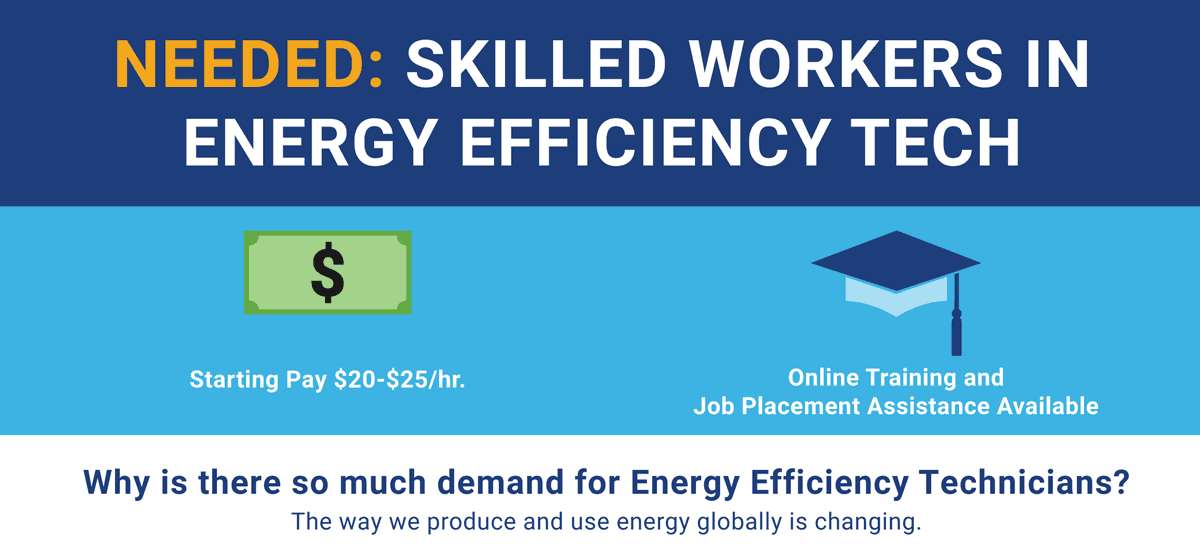 NEEDED: SKILLED WORKERS IN
ENERGY EFFICIENCY TECH
$
Starting Pay $20-$25/hr.
Online Training and
Job Placement Assistance Available
Why is there so much demand for Energy Efficiency Technicians?
The way we produce and use energy globally is changing.